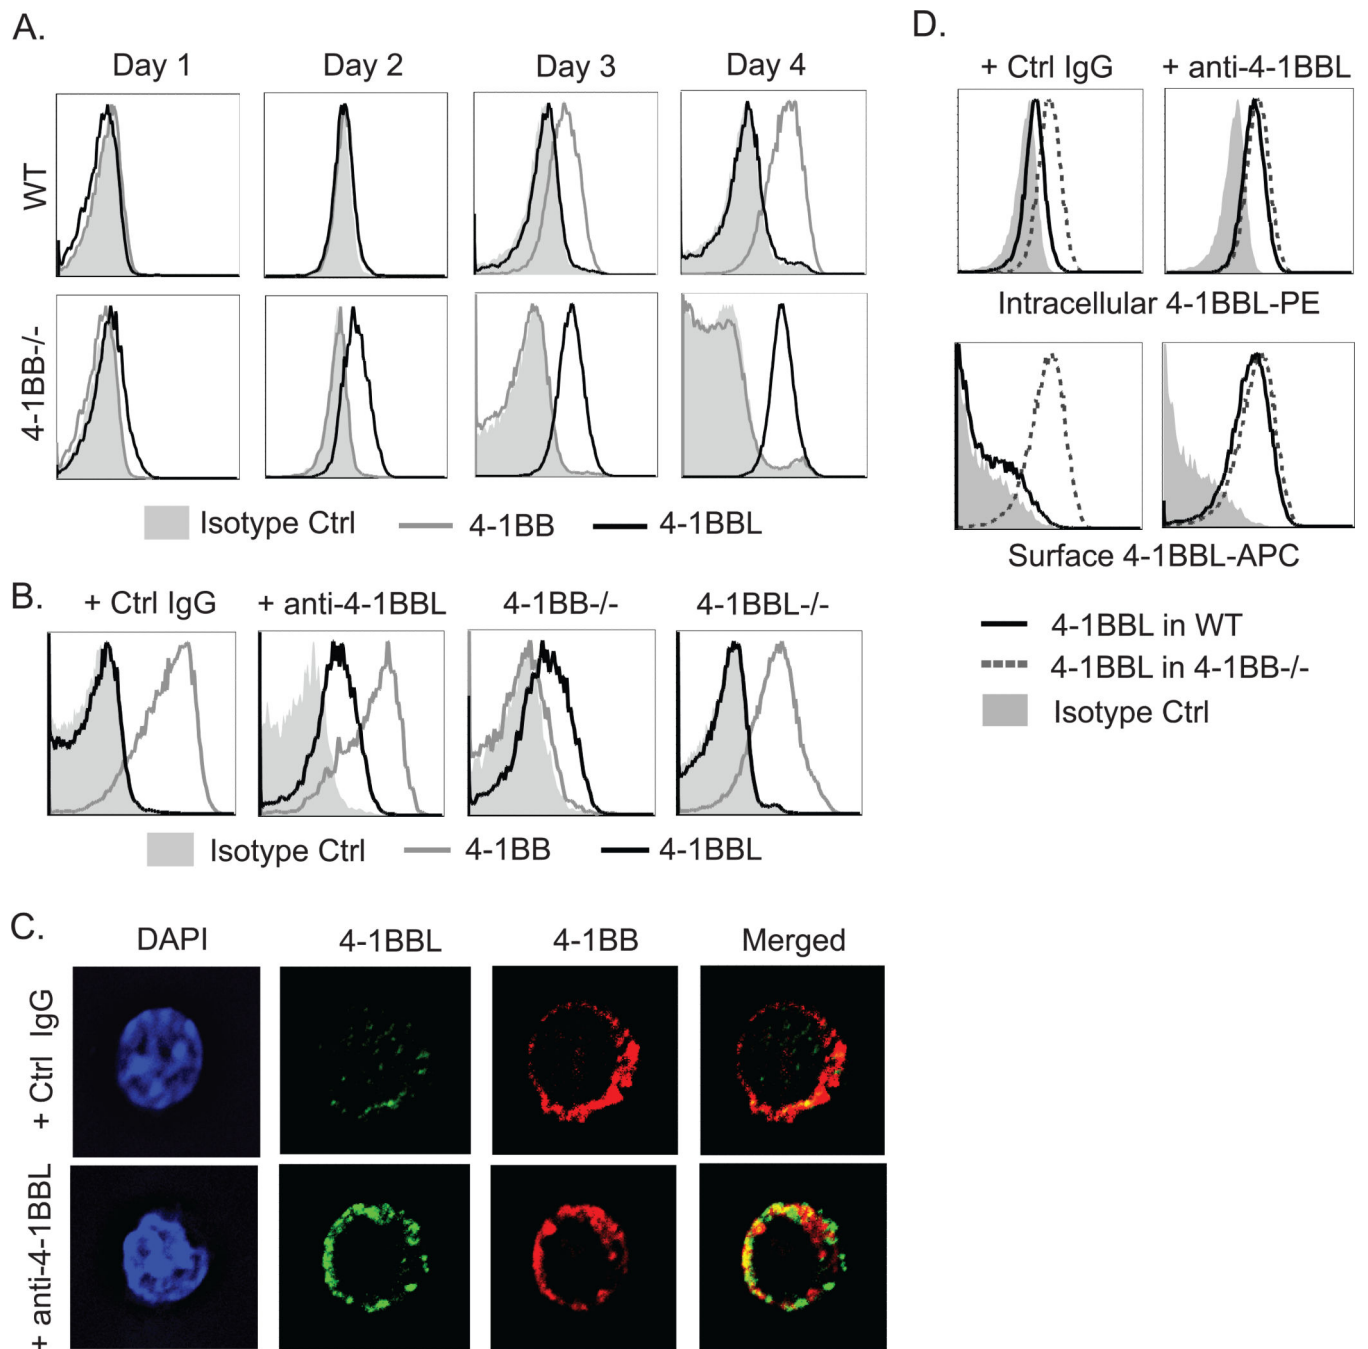 A.
Day 1 Day 2 Day 3 Day 4
WT
4-1BB-/-
Isotype Ctrl 4-1BB 4-1BBL
B.
+ Ctrl IgG + anti-4-1BBL 4-1BB-/- 4-1BBL-/-
Isotype Ctrl 4-1BB 4-1BBL
C.
DAPI 4-1BBL 4-1BB Merged
+ Ctrl IgG
+ anti-4-1BBL
D.
+ Ctrl IgG + anti-4-1BBL
Intracellular 4-1BBL-PE
Surface 4-1BBL-APC
4-1BBL in WT
4-1BBL in 4-1BB-/-
Isotype Ctrl